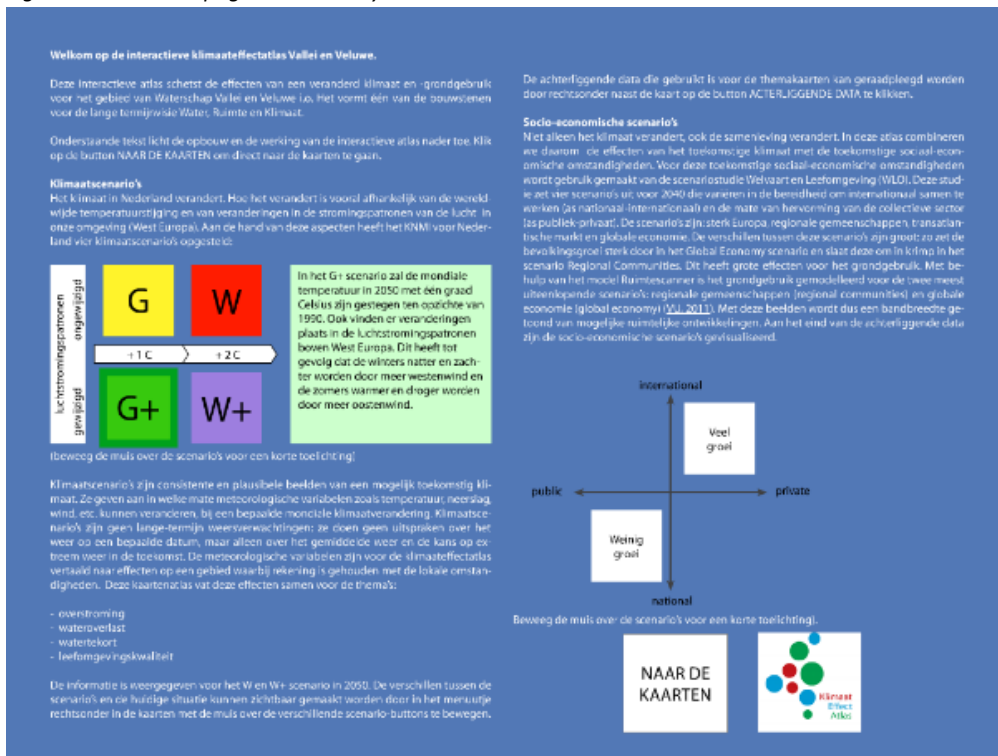 Welkom op de interactieve klimaateffectatlas Vallei en Veluwe.
Deze interactieve atlas schetst de effecten van een veranderd klimaat en -grondgebruik
voor het gebied van Waterschap Vallei en Veluwe i.o. Het vormt één van de bouwstenen
voor de lange termijnvisie Water, Ruimte en Klimaat.
Onderstaande tekst licht de opbouw en de werking van de interactieve atlas nader toe. Klik
op de button NAAR DE KAARTEN om direct naar de kaarten te gaan.
Klimaatscenario's
Het klimaat in Nederland verandert. Hoe het verandert is vooral afhankelijk van de wereld-
wijde temperatuurstijging en van veranderingen in de stromingspatronen van de lucht in
onze omgeving (West Europa). Aan de hand van deze aspecten heeft het KNMI voor Neder-
land vier klimaatscenario's opgesteld:
luchtstromingspatronen
ongewijzigd
gewijzigd
G
W
+ 1 C
+ 2 C
G+
W+
In het G+ scenario zal de mondiale
temperatuur in 2050 met één graad
Celsius zijn gestegen ten opzichte van
1990. Ook vinden er veranderingen
plaats in de luchtstromingspatronen
boven West Europa. Dit heeft tot
gevolg dat de winters natter en zach-
ter worden door meer westenwind en
de zomers warmer en droger worden
door meer oostenwind.
(beweeg de muis over de scenario's voor een korte toelichting)
Klimaatscenario's zijn consistente en plausibele beelden van een mogelijk toekomstig kli-
maat. Ze geven aan in welke mate meteorologische variabelen zoals temperatuur, neerslag,
wind, etc. kunnen veranderen, bij een bepaalde mondiale klimaatverandering. Klimaatsce-
nario's zijn geen lange-termijn weersverwachtingen: ze doen geen uitspraken over het
weer op een bepaalde datum, maar alleen over het gemiddelde weer en de kans op ex-
treem weer in de toekomst. De meteorologische variabelen zijn voor de klimaateffectatlas
vertaald naar effecten op een gebied waarbij rekening is gehouden met de lokale omstan-
digheden. Deze kaartenatlas vat deze effecten samen voor de thema's:
- overstroming
- wateroverlast
- watertekort
- leefomgevingskwaliteit
De informatie is weergegeven voor het W en W+ scenario in 2050. De verschillen tussen de
scenario's en de huidige situatie kunnen zichtbaar gemaakt worden door in het menuutje
rechtsonder in de kaarten met de muis over de verschillende scenario-buttons te bewegen.
De achterliggende data die gebruikt is voor de themakaarten kan geraadpleegd worden
door rechtsonder naast de kaart op de button ACTERLIGGENDE DATA te klikken.
Socio-economische scenario's
Niet alleen het klimaat verandert, ook de samenleving verandert. In deze atlas combineren
we daarom de effecten van het toekomstige klimaat met de toekomstige sociaal-econ-
omische omstandigheden. Voor deze toekomstige sociaal-economische omstandigheden
wordt gebruik gemaakt van de scenariostudie Welvaart en Leefomgeving (WLO). Deze stud-
ie zet vier scenario's uit voor 2040 die variëren in de bereidheid om internationaal samen te
werken (as nationaal-internationaal) en de mate van hervorming van de collectieve sector
(as publiek-privaat). De scenario's zijn: sterk Europa, regionale gemeenschappen, transatlan-
tische markt en globale economie. De verschillen tussen deze scenario's zijn groot: zo zet de
bevolkingsgroei sterk door in het Global Economy scenario en slaat deze om in krimp in het
scenario Regional Communities. Dit heeft grote effecten voor het grondgebruik. Met be-
hulp van het model Ruimtescanner is het grondgebruik gemodelleerd voor de twee meest
uiteenlopende scenario's: regionale gemeenschappen (regional communities) en globale
economie (global economy) (VU, 2011). Met deze beelden wordt dus een bandbreedte ge-
toond van mogelijke ruimtelijke ontwikkelingen. Aan het eind van de achterliggende data
zijn de socio-economische scenario's gevisualiseerd.
international
Veel
groei
public
private
Weinig
groei
national
Beweeg de muis over de scenario's voor een korte toelichting).
NAAR DE
KAARTEN
Klimaat
Effect
Atlas